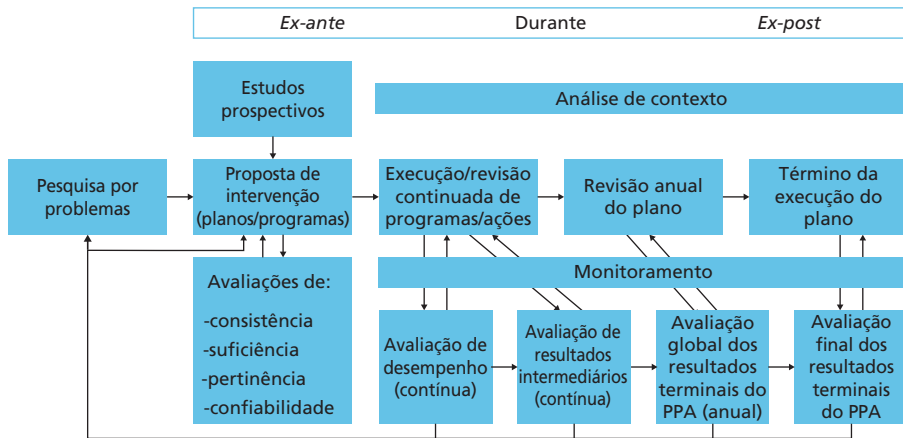 Ex-ante
Durante
Ex-post
Estudos
prospectivos
Análise de contexto
Pesquisa por
problemas
Proposta de
intervenção
(planos/programas)
Execução/revisão
continuada de
programas/ações
Revisão anual
do plano
Término da
execução do
plano
Monitoramento
Avaliações de:
-consistência
-suficiência
-pertinência
-confiabilidade
Avaliação de
desempenho
(contínua)
Avaliação de
resultados
intermediários
(contínua)
Avaliação
global dos
resultados
terminais do
PPA (anual)
Avaliação
final dos
resultados
terminais
do PPA